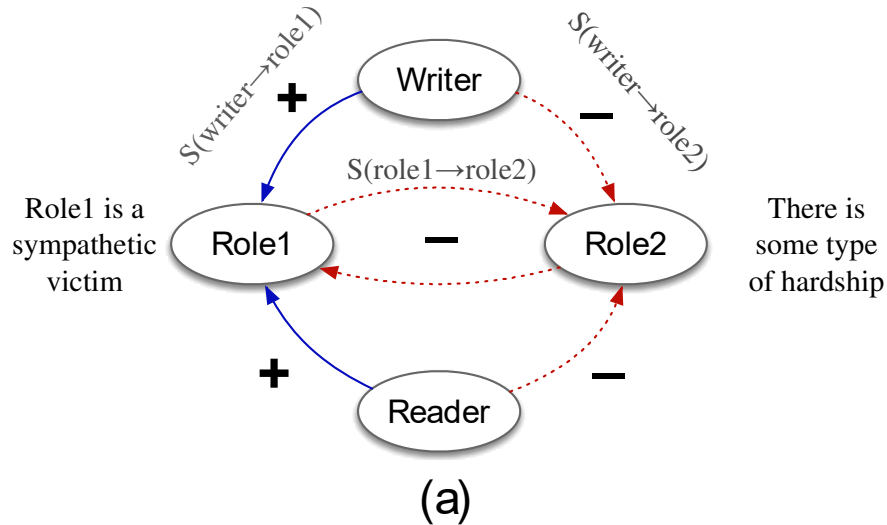 S(writer→role1)
Writer
S(writer→role2)
+
−
S(role1→role2)
Role1 is a
sympathetic
victim
Role1
−
Role2
There is
some type
of hardship
+
−
Reader
(a)